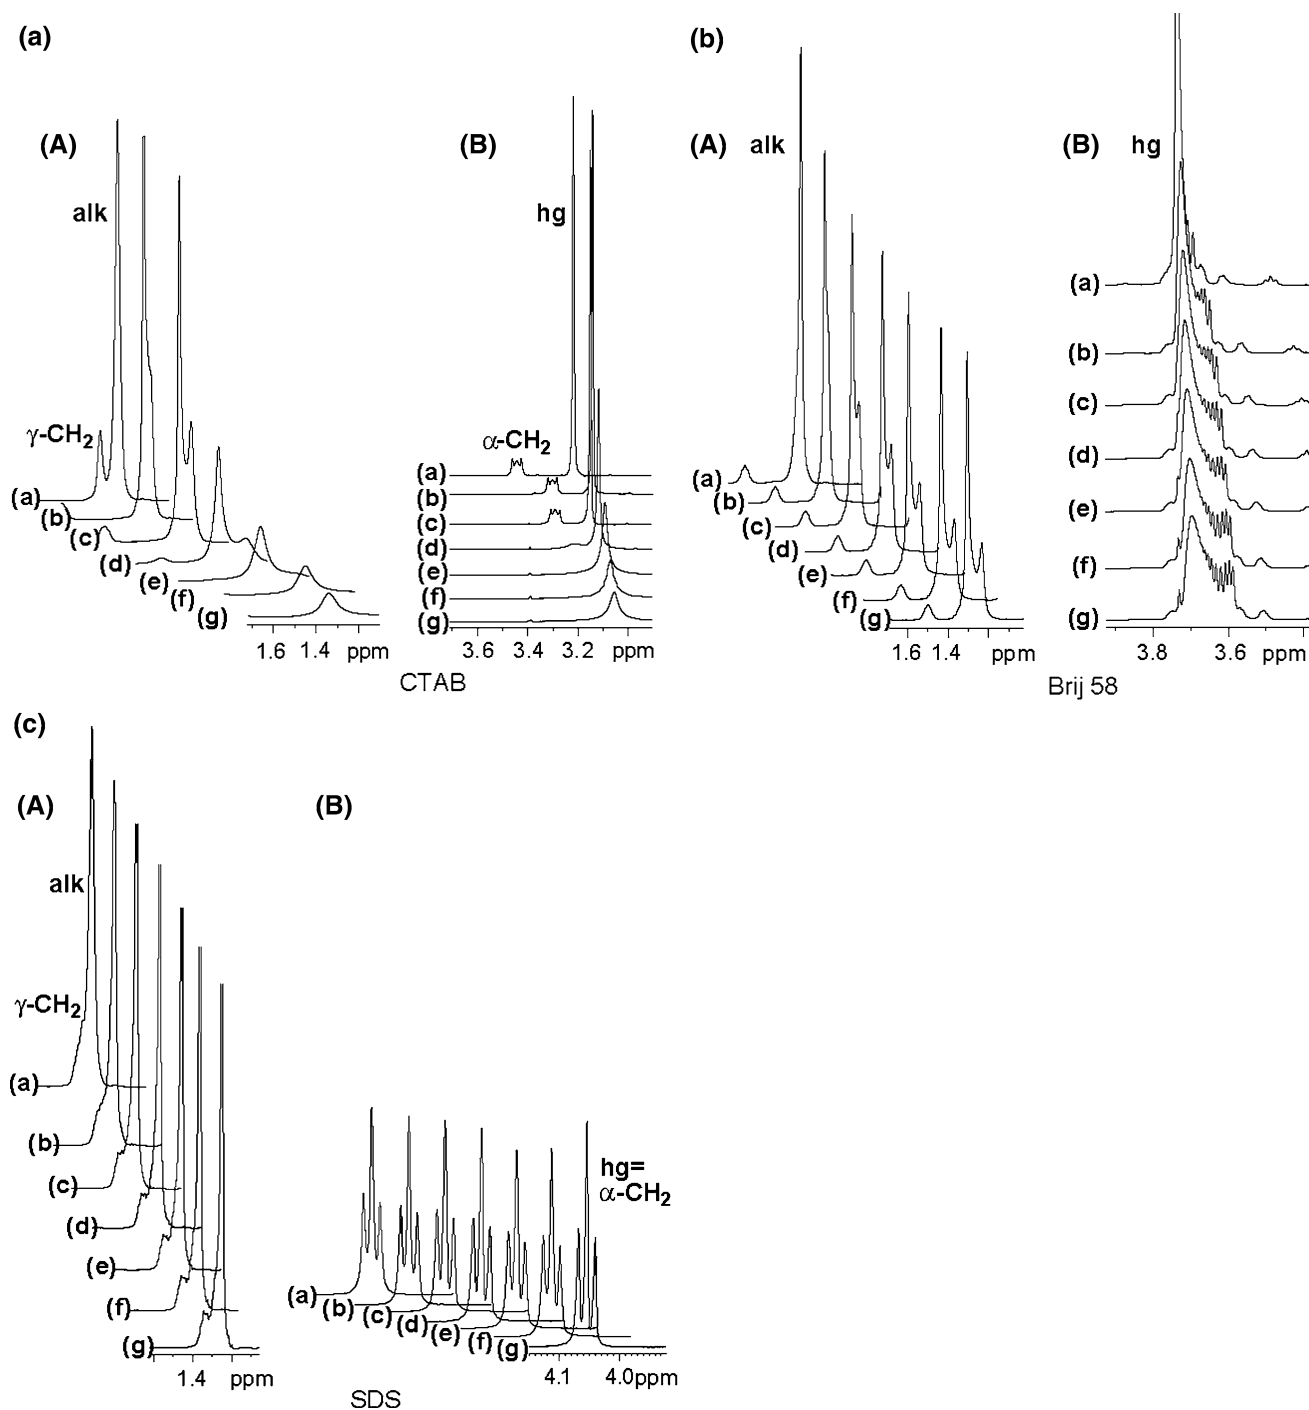 (a)
(A)
alk
γ-CH2
(a)
(b)
(c)
(d)
(e)
(f)
(g)
1.6 1.4 ppm
(B)
hg
α-CH2
(a)
(b)
(c)
(d)
(e)
(f)
(g)
3.6 3.4 3.2 ppm
CTAB
(b)
(A) alk
(a)
(b)
(c)
(d)
(e)
(f)
(g)
1.6 1.4 ppm
(B) hg
(a)
(b)
(c)
(d)
(e)
(f)
(g)
3.8 3.6 ppm
Brij 58
(c)
(A)
alk
γ-CH2
(a)
(b)
(c)
(d)
(e)
(f)
(g)
1.4 ppm
(B)
hg=
α-CH2
(a)
(b)
(c)
(d)
(e)
(f)
(g)
4.1 4.0ppm
SDS